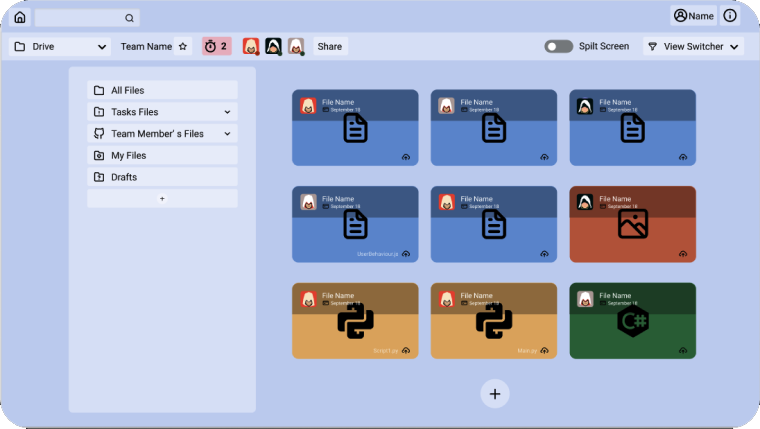 Name
Drive
Team Name
2
Share
Spilt Screen
View Switcher
All Files
Tasks Files
Team Member' s Files
My Files
Drafts
+
File Name
September 18
File Name
September 18
File Name
September 18
File Name
September 18
UserBehaviour.p
File Name
September 18
File Name
September 18
File Name
September 18
Script1.py
File Name
September 18
Main.py
File Name
September 18
C#
+